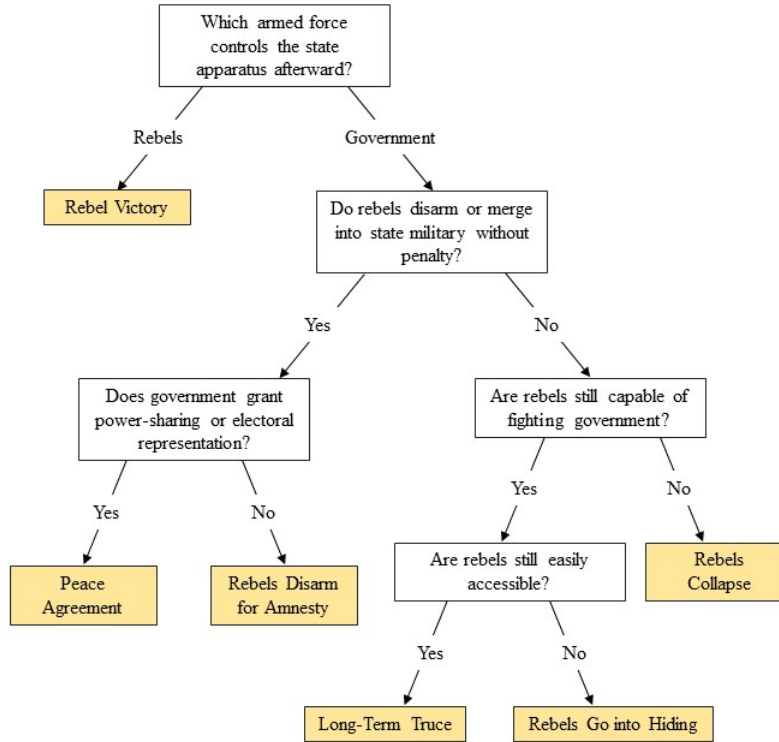 Which armed force
controls the state
apparatus afterward?
Rebels
Government
Rebel Victory
Do rebels disarm or merge
into state military without
penalty?
Yes
No
Does government grant
power-sharing or electoral
representation?
Are rebels still capable of
fighting government?
Yes
No
Yes
No
Peace
Agreement
Rebels Disarm
for Amnesty
Are rebels still easily
accessible?
Rebels
Collapse
Yes
No
Long-Term Truce
Rebels Go into Hiding